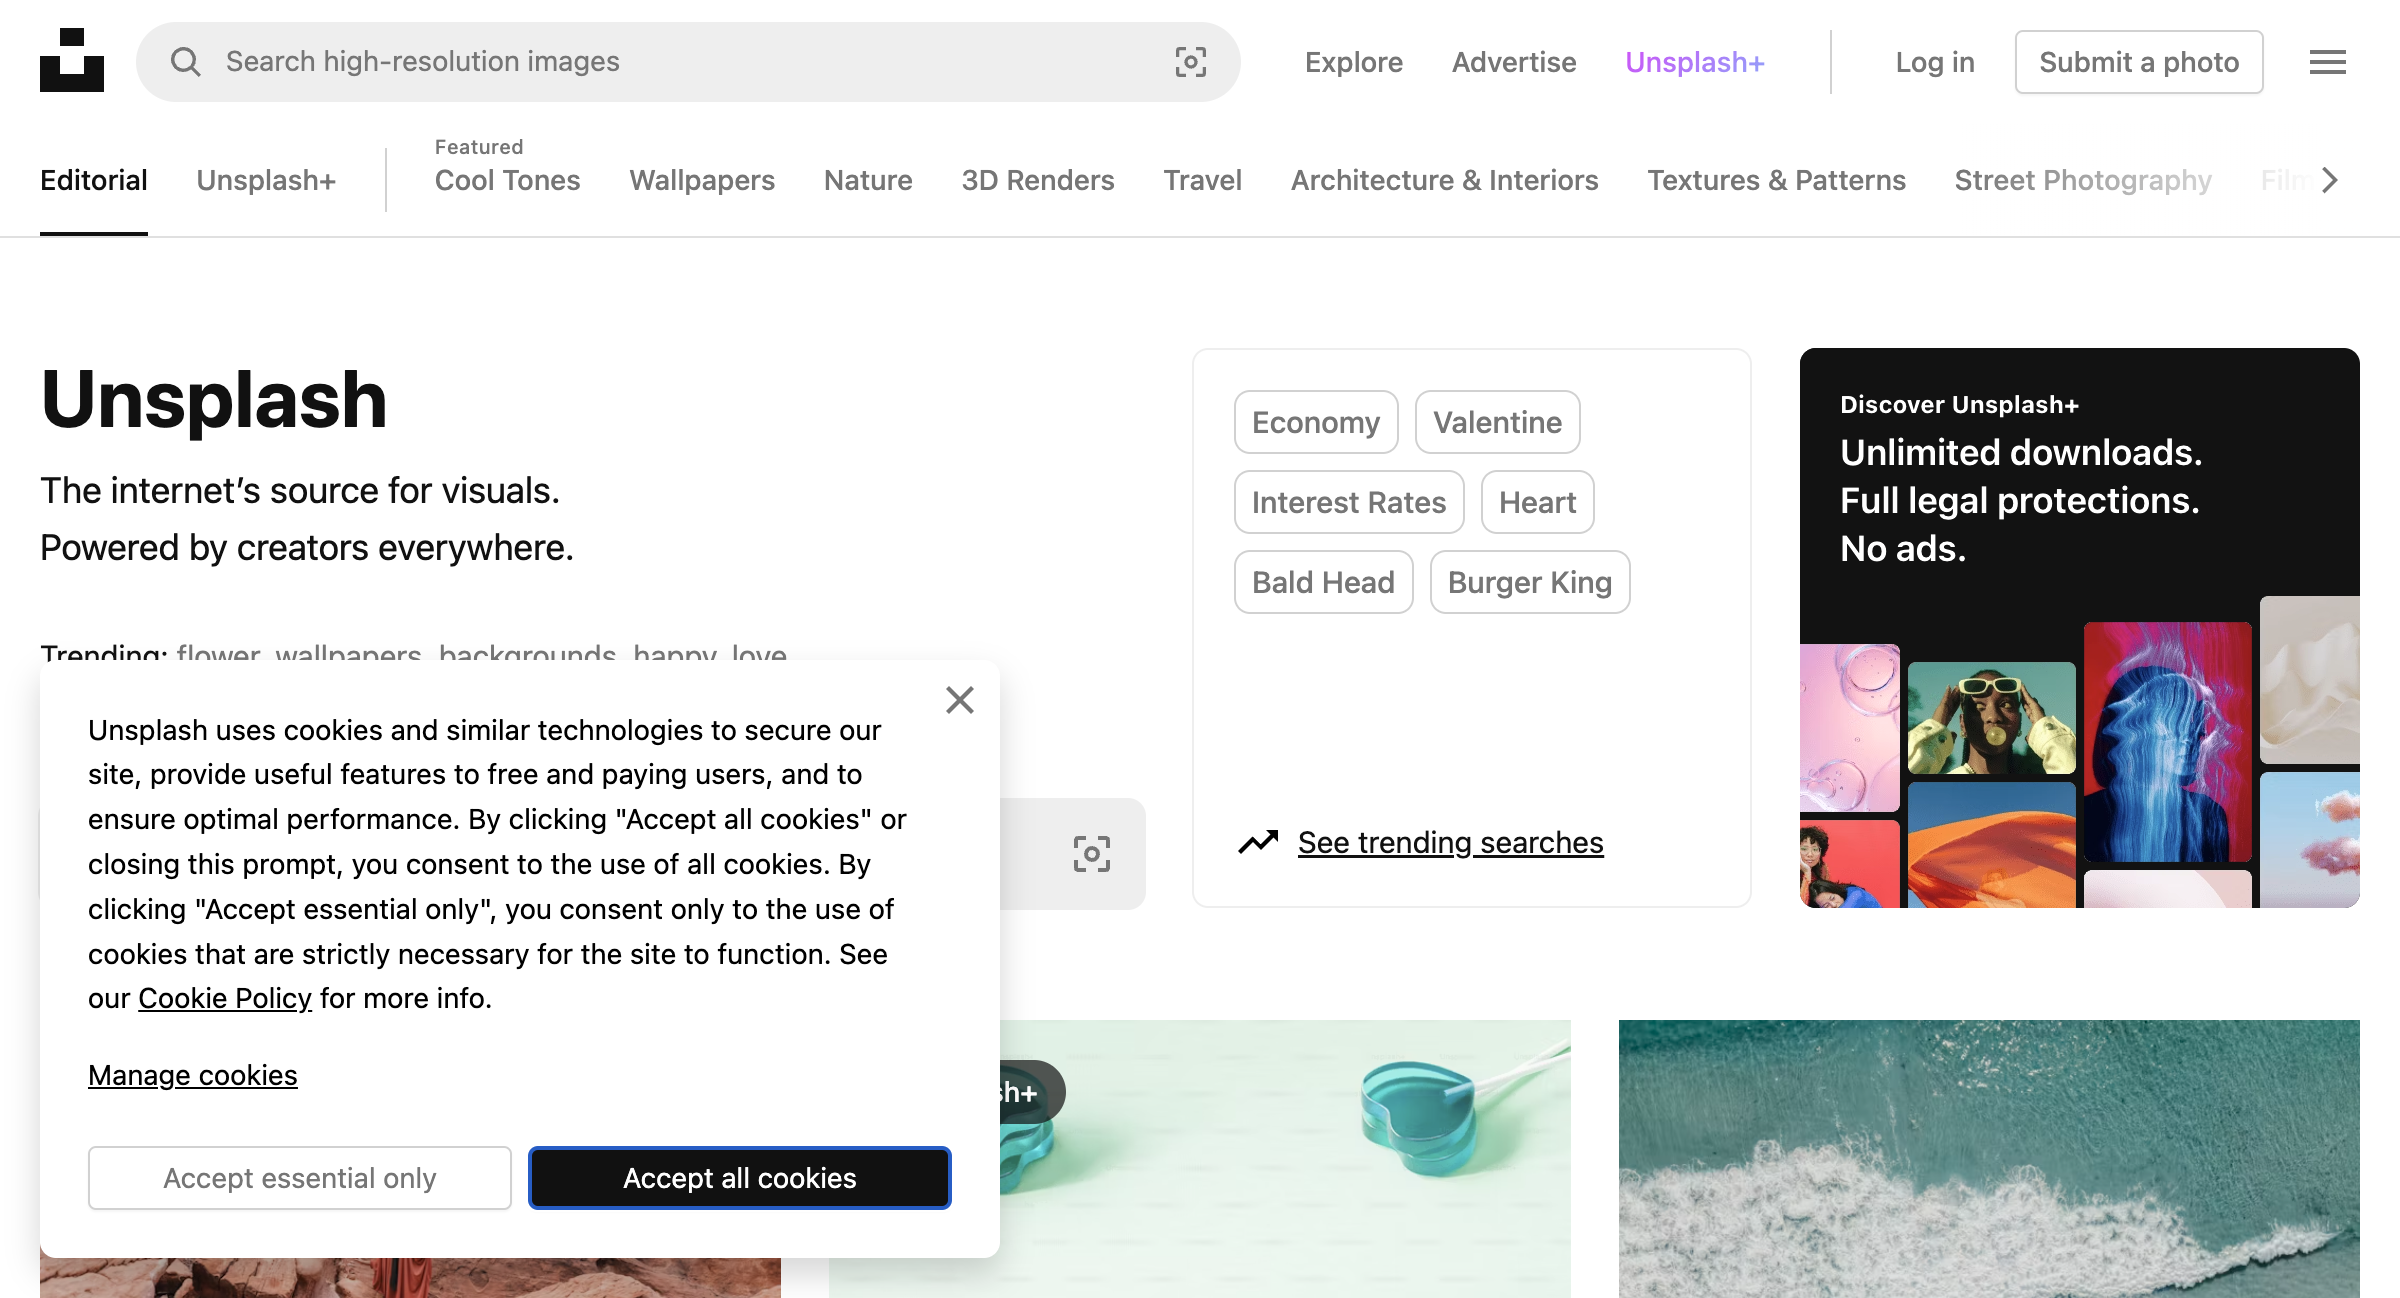 Search high-resolution images
Explore
Advertise
Unsplash+
Log in
Submit a photo
Editorial
Unsplash+
Featured
Cool Tones
Wallpapers
Nature
3D Renders
Travel
Architecture & Interiors
Textures & Patterns
Street Photography
Film
Unsplash
The internet’s source for visuals.
Powered by creators everywhere.
Trending: flower, wallpapers, backgrounds, happy, love
Economy
Valentine
Interest Rates
Heart
Bald Head
Burger King
See trending searches
Discover Unsplash+
Unlimited downloads.
Full legal protections.
No ads.
Unsplash uses cookies and similar technologies to secure our
site, provide useful features to free and paying users, and to
ensure optimal performance. By clicking "Accept all cookies" or
closing this prompt, you consent to the use of all cookies. By
clicking "Accept essential only", you consent only to the use of
cookies that are strictly necessary for the site to function. See
our Cookie Policy for more info.
Manage cookies
Accept essential only
Accept all cookies